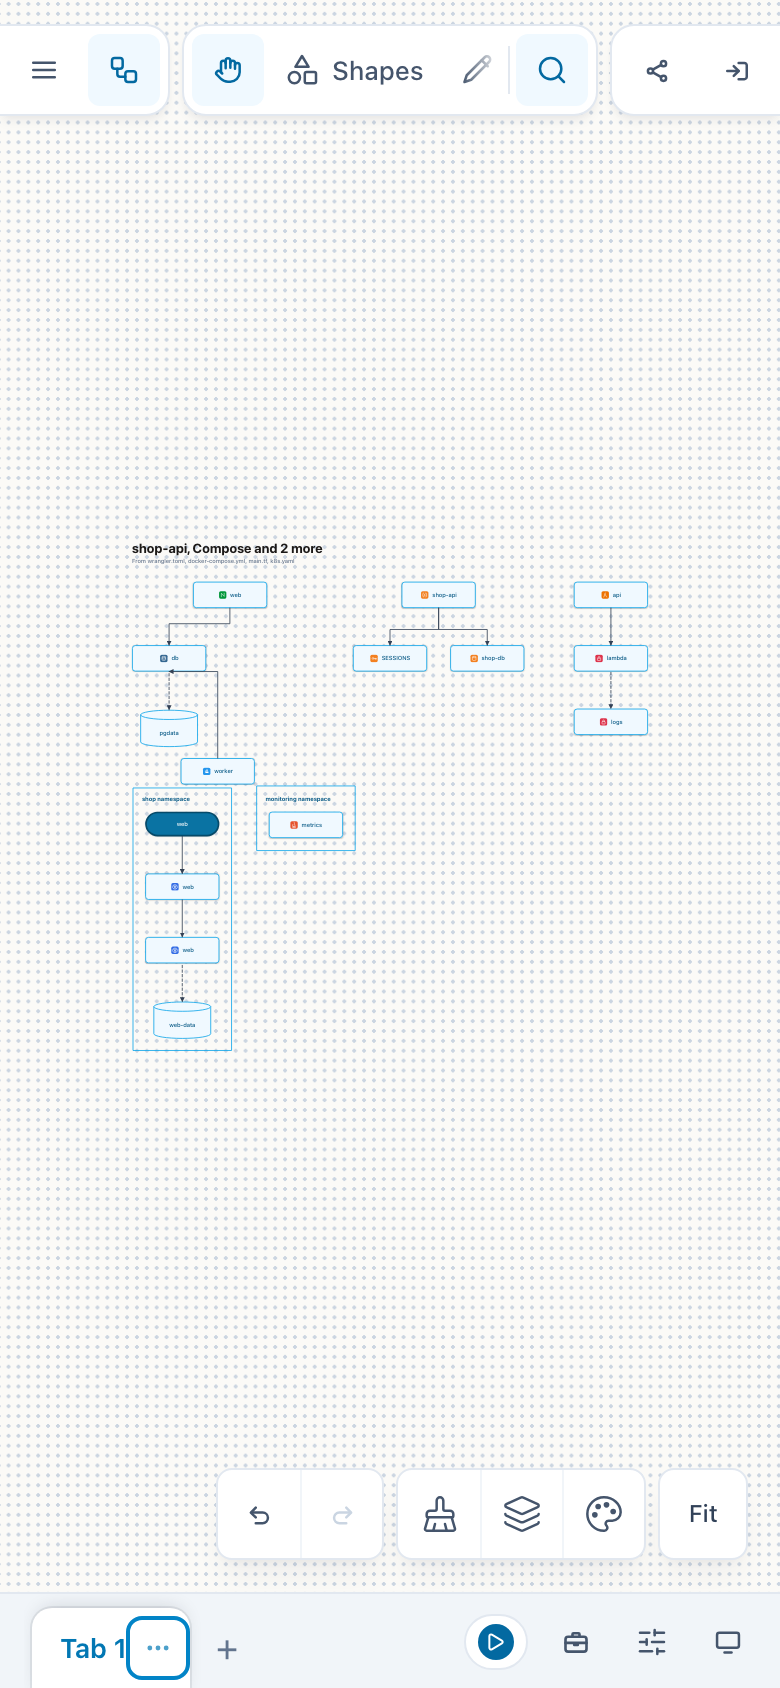 Shapes
shop-api, Compose and 2 more
From wrangler.toml, docker-compose.yml, main.tf, k8s.yaml
web
shop-api
api
db
SESSIONS
shop-db
lambda
pgdata
logs
worker
shop namespace
monitoring namespace
web
metrics
web
web
web-data
Fit
Tab 1